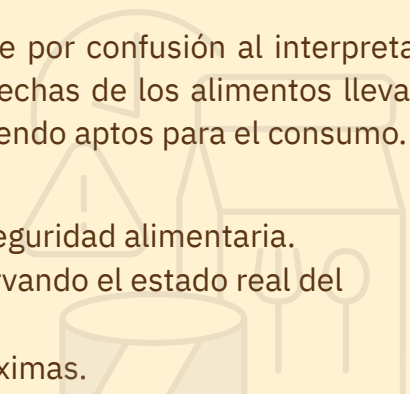 e por confusión al interpreta
echas de los alimentos lleva
endo aptos para el consumo.
eguridad alimentaria.
vando el estado real del
ximas.